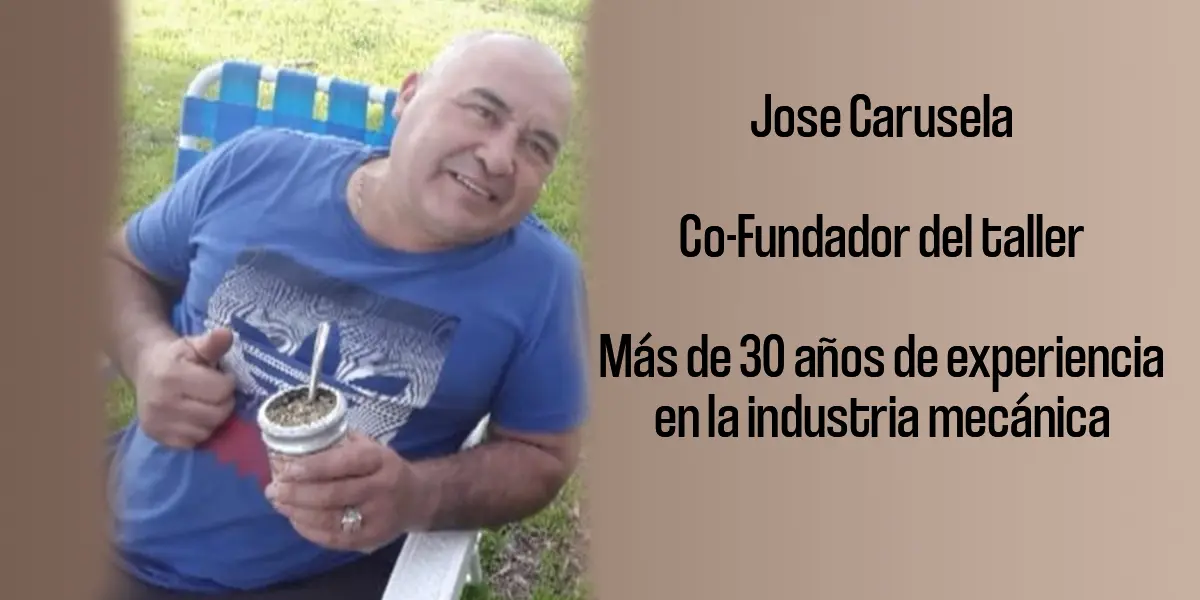 Jose Carusela
Co-Fundador del taller
Más de 30 años de experiencia
en la industria mecánica